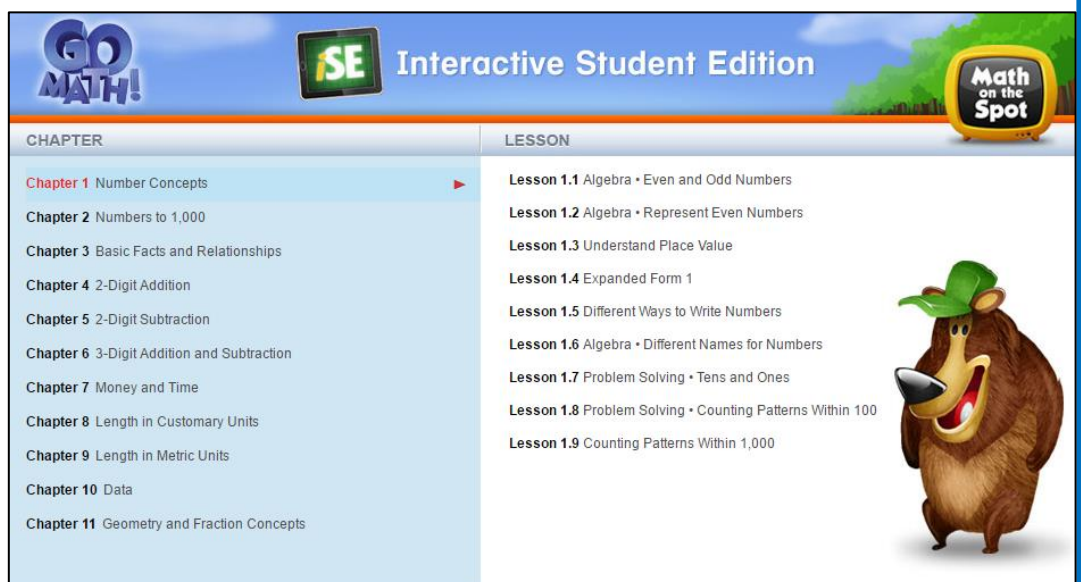 GO
MATH!
iSE
Interactive Student Edition
Math
on the
Spot
CHAPTER
Chapter 1 Number Concepts
Chapter 2 Numbers to 1,000
Chapter 3 Basic Facts and Relationships
Chapter 4 2-Digit Addition
Chapter 5 2-Digit Subtraction
Chapter 6 3-Digit Addition and Subtraction
Chapter 7 Money and Time
Chapter 8 Length in Customary Units
Chapter 9 Length in Metric Units
Chapter 10 Data
Chapter 11 Geometry and Fraction Concepts
LESSON
Lesson 1.1 Algebra • Even and Odd Numbers
Lesson 1.2 Algebra • Represent Even Numbers
Lesson 1.3 Understand Place Value
Lesson 1.4 Expanded Form 1
Lesson 1.5 Different Ways to Write Numbers
Lesson 1.6 Algebra • Different Names for Numbers
Lesson 1.7 Problem Solving • Tens and Ones
Lesson 1.8 Problem Solving • Counting Patterns Within 100
Lesson 1.9 Counting Patterns Within 1,000